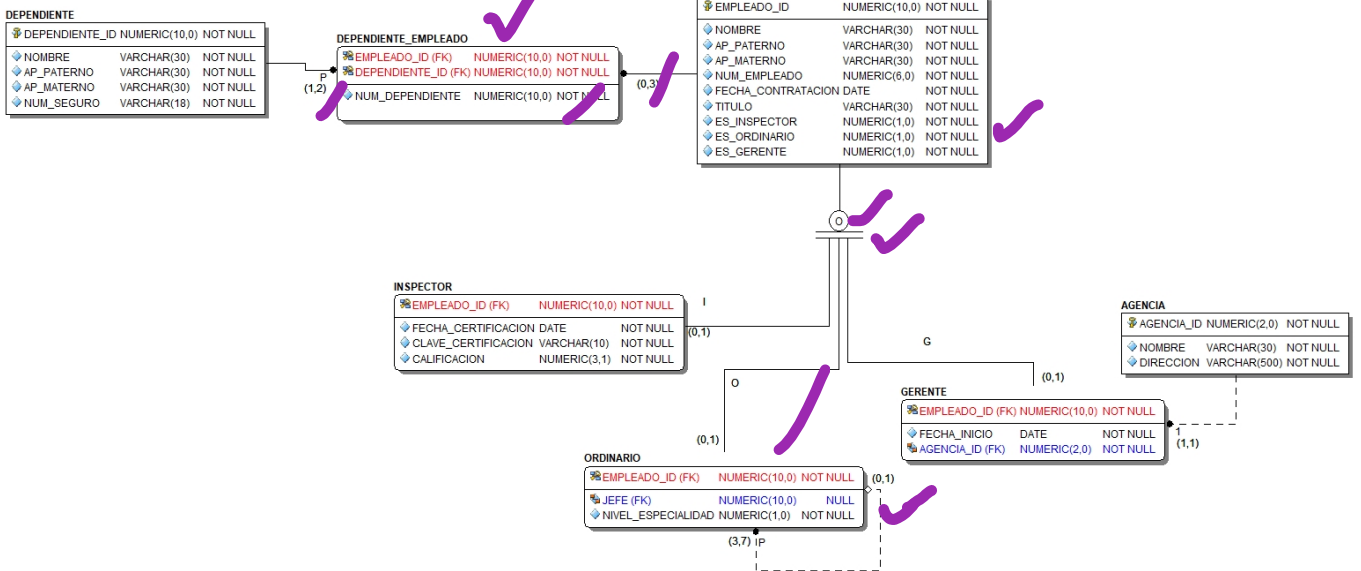 DEPENDIENTE
DEPENDIENTE_ID NUMERIC(10,0) NOT NULL
NOMBRE VARCHAR(30) NOT NULL
AP_PATERNO VARCHAR(30) NOT NULL
AP_MATERNO VARCHAR(30) NOT NULL
NUM_SEGURO VARCHAR(18) NOT NULL
P
(1,2)
DEPENDIENTE_EMPLEADO
EMPLEADO_ID (FK) NUMERIC(10,0) NOT NULL
DEPENDIENTE_ID (FK) NUMERIC(10,0) NOT NULL
NUM_DEPENDIENTE NUMERIC(10,0) NOT NULL
(0,3)
EMPLEADO_ID NUMERIC(10,0) NOT NULL
NOMBRE VARCHAR(30) NOT NULL
AP_PATERNO VARCHAR(30) NOT NULL
AP_MATERNO VARCHAR(30) NOT NULL
NUM_EMPLEADO NUMERIC(6,0) NOT NULL
FECHA_CONTRATACION DATE NOT NULL
TITULO VARCHAR(30) NOT NULL
ES_INSPECTOR NUMERIC(1,0) NOT NULL
ES_ORDINARIO NUMERIC(1,0) NOT NULL
ES_GERENTE NUMERIC(1,0) NOT NULL
O
INSPECTOR
EMPLEADO_ID (FK) NUMERIC(10,0) NOT NULL
FECHA_CERTIFICACION DATE NOT NULL
CLAVE_CERTIFICACION VARCHAR(10) NOT NULL
CALIFICACION NUMERIC(3,1) NOT NULL
I
(0,1)
O
(0,1)
G
(0,1)
AGENCIA
AGENCIA_ID NUMERIC(2,0) NOT NULL
NOMBRE VARCHAR(30) NOT NULL
DIRECCION VARCHAR(500) NOT NULL
GERENTE
EMPLEADO_ID (FK) NUMERIC(10,0) NOT NULL
FECHA_INICIO DATE NOT NULL
AGENCIA_ID (FK) NUMERIC(2,0) NOT NULL
1
(1,1)
ORDINARIO
EMPLEADO_ID (FK) NUMERIC(10,0) NOT NULL
JEFE (FK) NUMERIC(10,0) NULL
NIVEL_ESPECIALIDAD NUMERIC(1,0) NOT NULL
(0,1)
(3,7) P